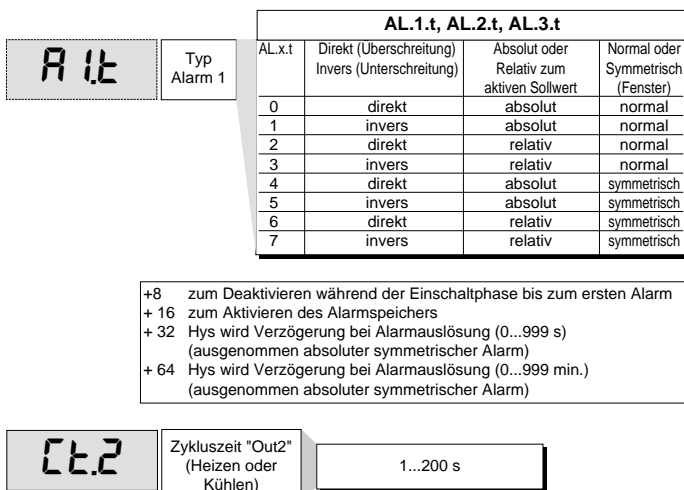 AL.1.t, AL.2.t, AL.3.t
A1.t
Typ
Alarm 1
AL.x.t Direkt (Überschreitung) Absolut oder Normal oder
Invers (Unterschreitung) Relativ zum Symmetrisch
aktiven Sollwert (Fenster)
0 direkt absolut normal
1 invers absolut normal
2 direkt relativ normal
3 invers relativ normal
4 direkt absolut symmetrisch
5 invers absolut symmetrisch
6 direkt relativ symmetrisch
7 invers relativ symmetrisch
+8 zum Deaktivieren während der Einschaltphase bis zum ersten Alarm
+ 16 zum Aktivieren des Alarmspeichers
+ 32 Hys wird Verzögerung bei Alarmauslösung (0...999 s)
(ausgenommen absoluter symmetrischer Alarm)
+ 64 Hys wird Verzögerung bei Alarmauslösung (0...999 min.)
(ausgenommen absoluter symmetrischer Alarm)
Ct.2
Zykluszeit "Out2"
(Heizen oder
Kühlen)
1...200 s